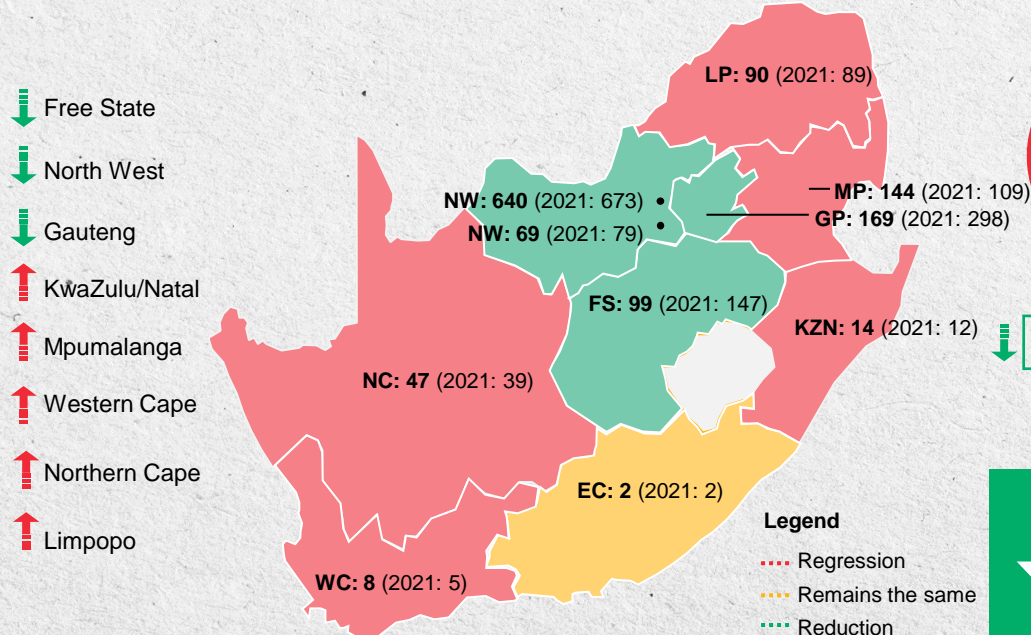 Free State
North West
Gauteng
KwaZulu/Natal
Mpumalanga
Western Cape
Northern Cape
Limpopo
LP: 90 (2021: 89)
MP: 144 (2021: 109)
GP: 169 (2021: 298)
NW: 640 (2021: 673)
NW: 69 (2021: 79)
FS: 99 (2021: 147)
KZN: 14 (2021: 12)
NC: 47 (2021: 39)
EC: 2 (2021: 2)
WC: 8 (2021: 5)
Legend
Regression
Remains the same
Reduction